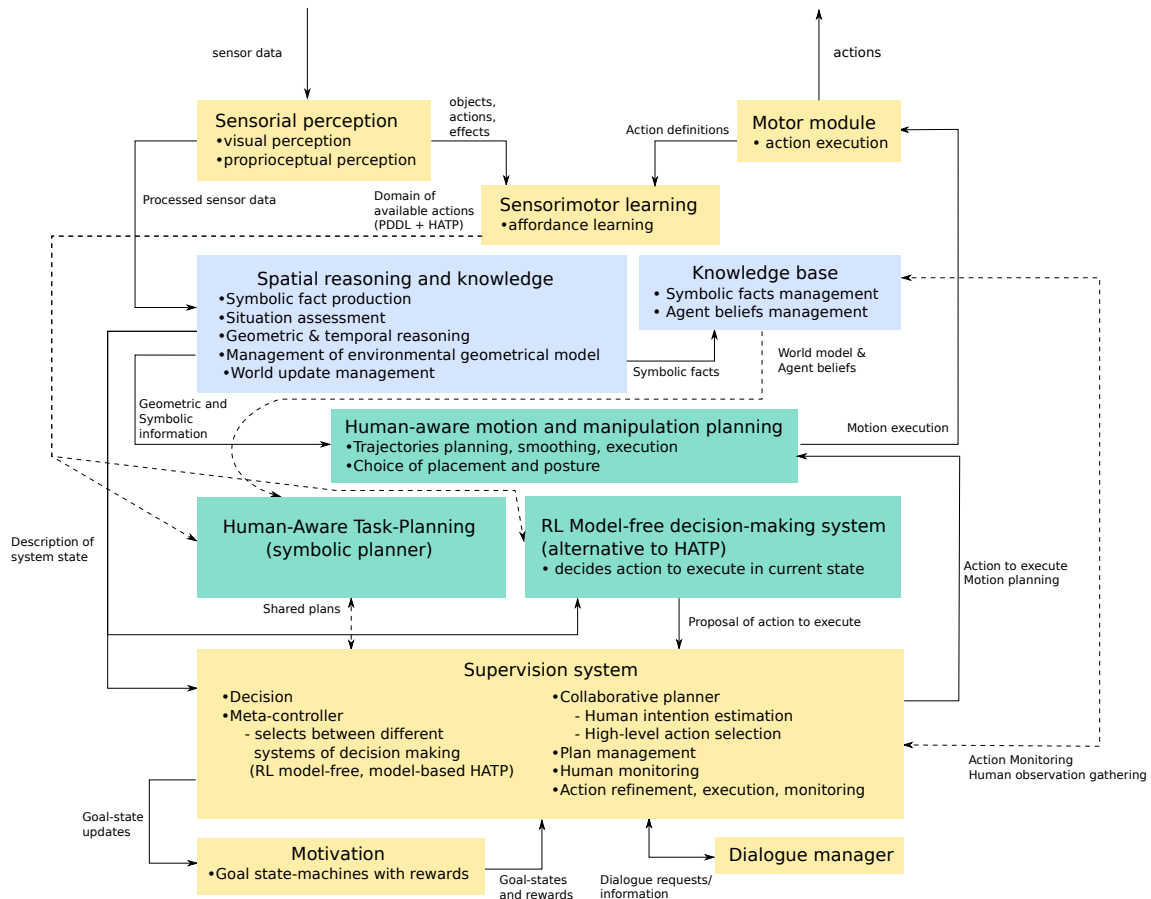 sensor data
actions
Sensorial perception
•visual perception
•proprioceptual perception
objects,
actions,
effects
Action definitions
Motor module
• action execution
Processed sensor data
Domain of
available actions
(PDDL + HATP)
Sensorimotor learning
•affordance learning
Spatial reasoning and knowledge
•Symbolic fact production
•Situation assessment
•Geometric & temporal reasoning
•Management of environmental geometrical model
•World update management
Knowledge base
• Symbolic facts management
• Agent beliefs management
Symbolic facts
World model &
Agent beliefs
Geometric and
Symbolic
information
Human-aware motion and manipulation planning
•Trajectories planning, smoothing, execution
•Choice of placement and posture
Motion execution
Human-Aware Task-Planning
(symbolic planner)
RL Model-free decision-making system
(alternative to HATP)
• decides action to execute in current state
Description of
system state
Action to execute
Motion planning
Shared plans
Proposal of action to execute
Supervision system
•Decision
•Meta-controller
- selects between different
systems of decision making
(RL model-free, model-based HATP)
•Collaborative planner
- Human intention estimation
- High-level action selection
•Plan management
•Human monitoring
•Action refinement, execution, monitoring
Action Monitoring
Human observation gathering
Goal-state
updates
Motivation
•Goal state-machines with rewards
Goal-states
and rewards
Dialogue requests/
information
Dialogue manager